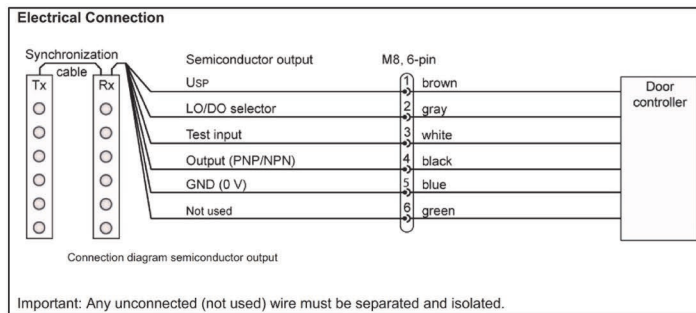 Electrical Connection
Synchronization cable
Semiconductor output
M8, 6-pin
Tx
Rx
USP
1
brown
Door controller
LO/DO selector
2
gray
Test input
3
white
Output (PNP/NPN)
4
black
GND (0 V)
5
blue
Not used
6
green
Connection diagram semiconductor output
Important: Any unconnected (not used) wire must be separated and isolated.